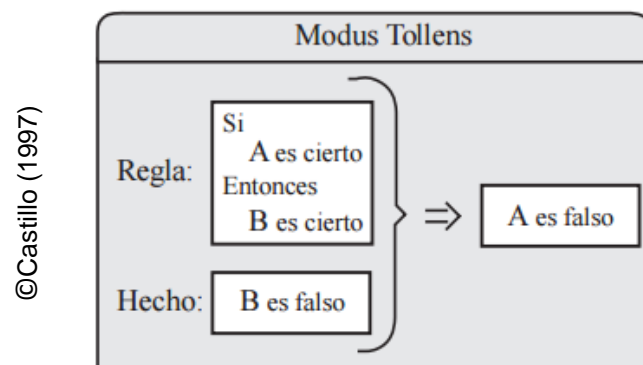 ©Castillo (1997)
Modus Tollens
Regla:
Si
A es cierto
Entonces
B es cierto
Hecho:
B es falso
⇒
A es falso